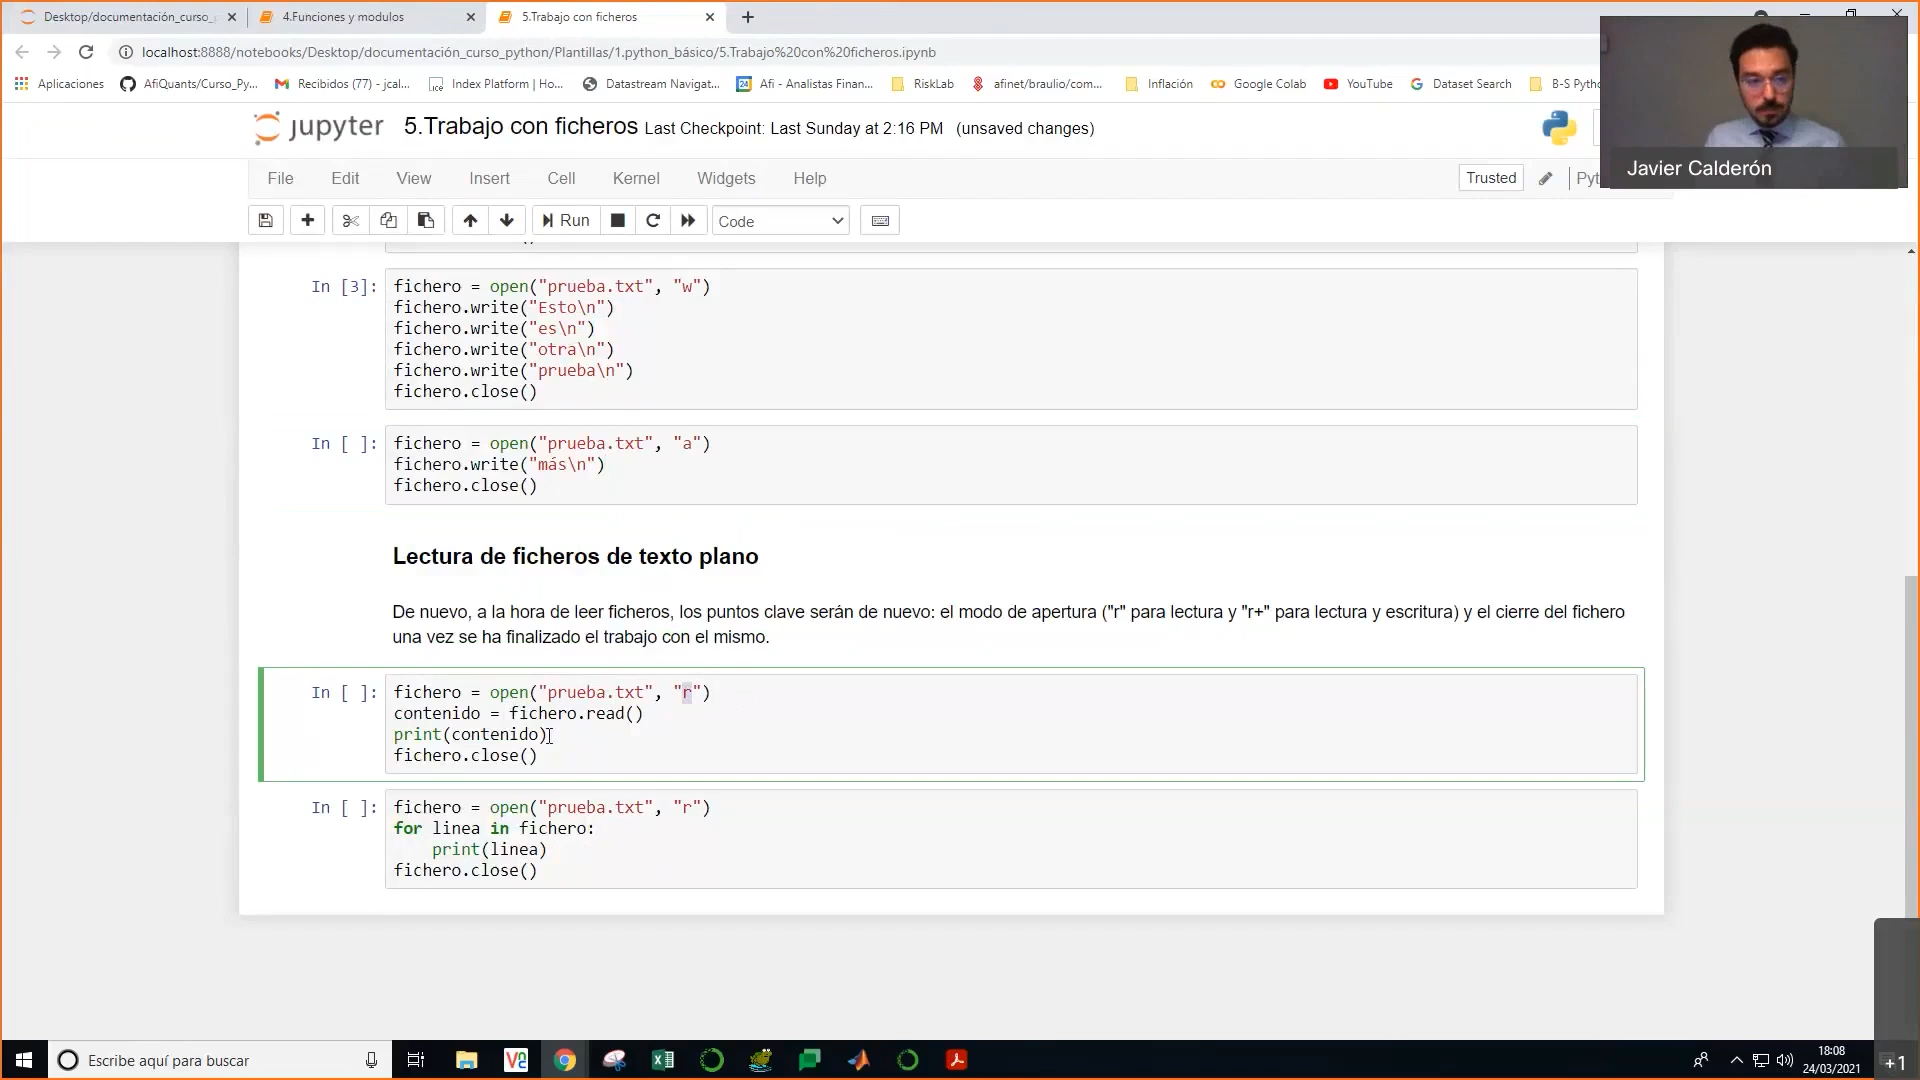 Desktop/documentación_curso_
4.Funciones y modulos
5.Trabajo con ficheros
localhost:8888/notebooks/Desktop/documentación_curso_python/Plantillas/1.python_básico/5.Trabajo%20con%20ficheros.ipynb
Aplicaciones
AfiQuants/Curso_Py...
Recibidos (77) - jcal...
Index Platform | Ho...
Datastream Navigat...
Afi - Analistas Finan...
RiskLab
afinet/braulio/com...
Inflación
Google Colab
YouTube
Dataset Search
B-S Pytho
jupyter 5.Trabajo con ficheros Last Checkpoint: Last Sunday at 2:16 PM (unsaved changes)
Javier Calderón
File Edit View Insert Cell Kernel Widgets Help
Trusted
Pyt
Run
Code
In [3]: fichero = open("prueba.txt", "w")
fichero.write("Esto\n")
fichero.write("es\n")
fichero.write("otra\n")
fichero.write("prueba\n")
fichero.close()
In [ ]: fichero = open("prueba.txt", "a")
fichero.write("más\n")
fichero.close()
Lectura de ficheros de texto plano
De nuevo, a la hora de leer ficheros, los puntos clave serán de nuevo: el modo de apertura ("r" para lectura y "r+" para lectura y escritura) y el cierre del fichero
una vez se ha finalizado el trabajo con el mismo.
In [ ]: fichero = open("prueba.txt", "r")
contenido = fichero.read()
print(contenido)
fichero.close()
In [ ]: fichero = open("prueba.txt", "r")
for linea in fichero:
    print(linea)
fichero.close()
Escribe aquí para buscar
18:08
24/03/2021
+1